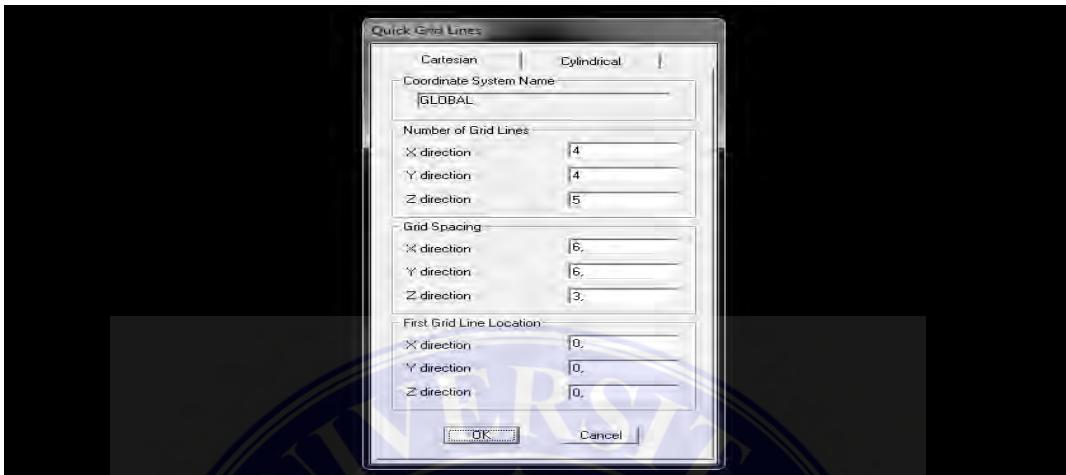 Quick Grid Lines
Cartesian Cylindrical
Coordinate System Name
GLOBAL
Number of Grid Lines
X direction 4
Y direction 4
Z direction 5
Grid Spacing
X direction 6,
Y direction 6,
Z direction 3,
First Grid Line Location
X direction 0,
Y direction 0,
Z direction 0,
OK Cancel
VERSIT